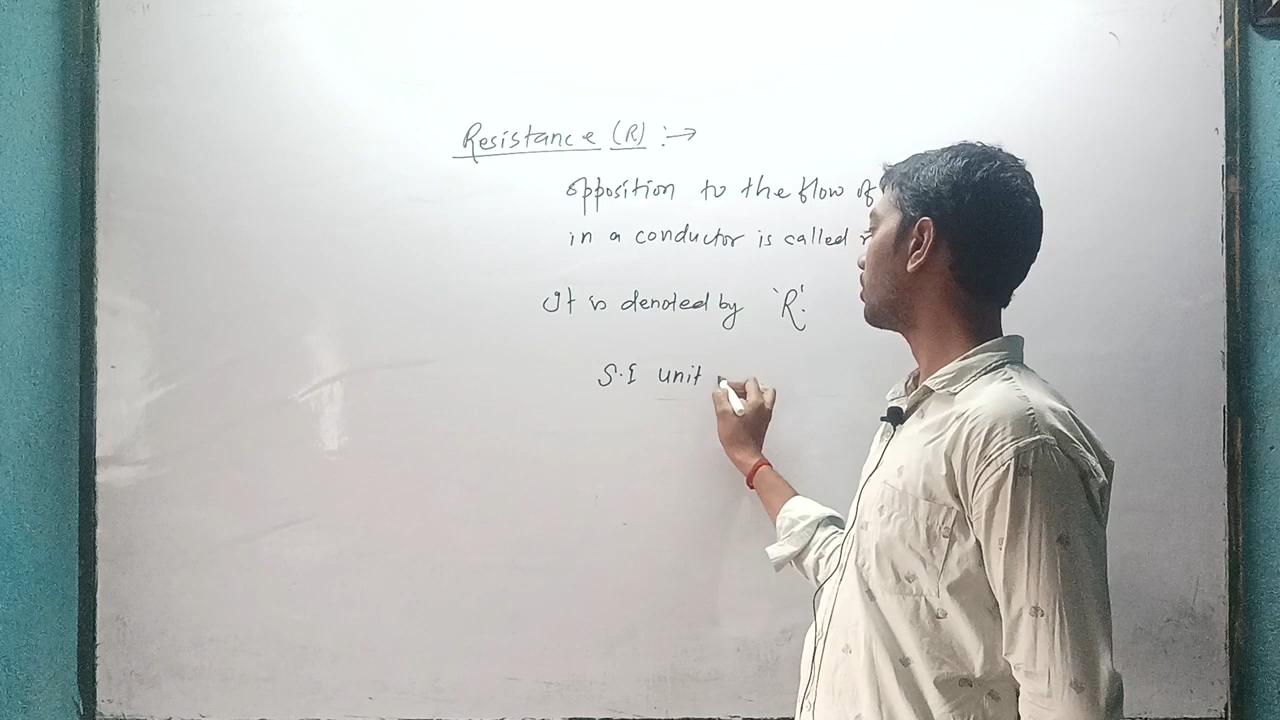 Resistance (R) :→
opposition to the flow of
in a conductor is called
It is denoted by 'R'.
S.I unit